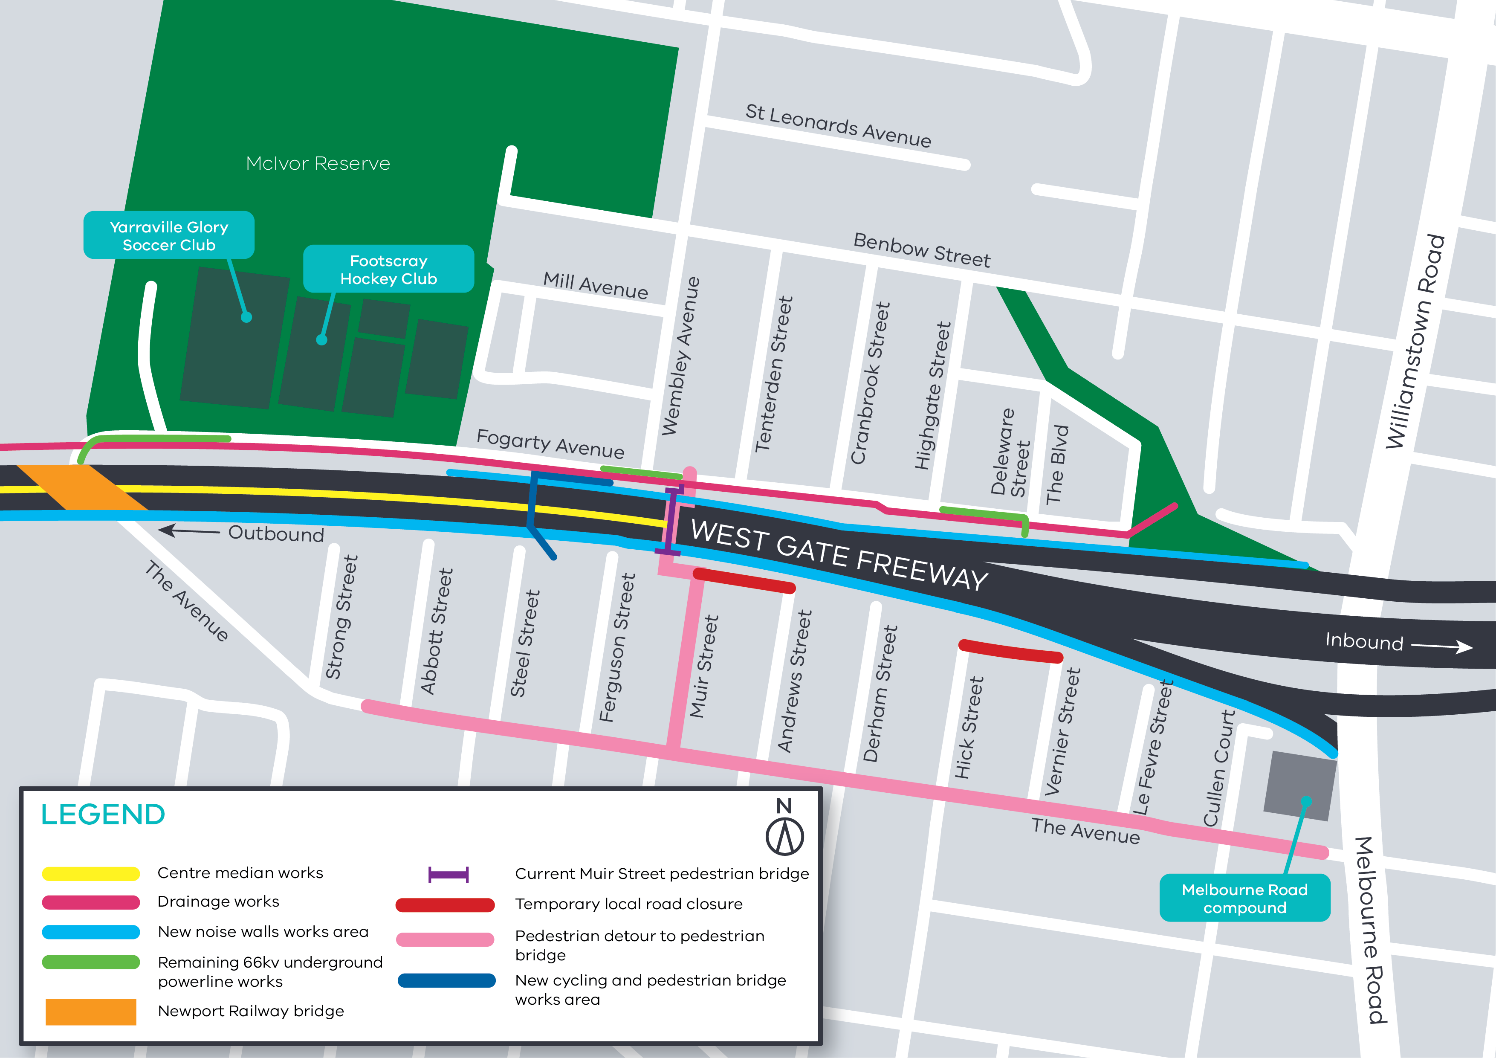 St Leonards Avenue
McIvor Reserve
Yarraville Glory
Soccer Club
Footscray
Hockey Club
Benbow Street
Mill Avenue
Wembley Avenue
Tenterden Street
Cranbrook Street
Highgate Street
Deleware
Street
The Blvd
Williamstown Road
Fogarty Avenue
WEST GATE FREEWAY
Outbound
Inbound
The Avenue
Strong Street
Abbott Street
Steel Street
Ferguson Street
Muir Street
Andrews Street
Derham Street
Hick Street
Vernier Street
Le Fevre Street
Cullen Court
The Avenue
Melbourne Road
compound
Melbourne Road
LEGEND
N
Centre median works
Drainage works
New noise walls works area
Remaining 66kv underground
powerline works
Newport Railway bridge
Current Muir Street pedestrian bridge
Temporary local road closure
Pedestrian detour to pedestrian
bridge
New cycling and pedestrian bridge
works area